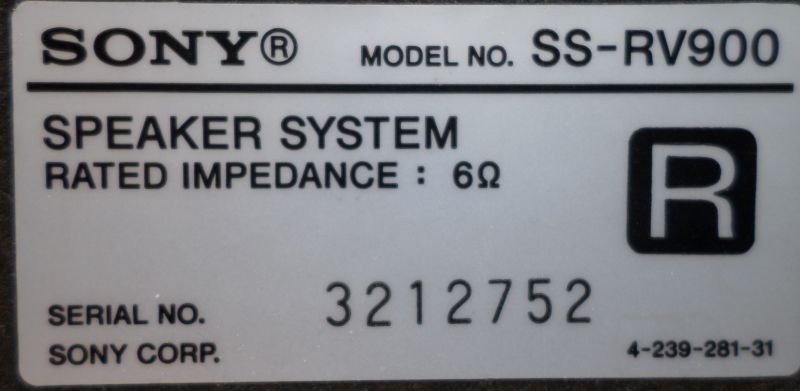 SONY® MODEL NO. SS-RV900
SPEAKER SYSTEM
RATED IMPEDANCE : 6Ω
R
SERIAL NO. 3212752
SONY CORP. 4-239-281-31